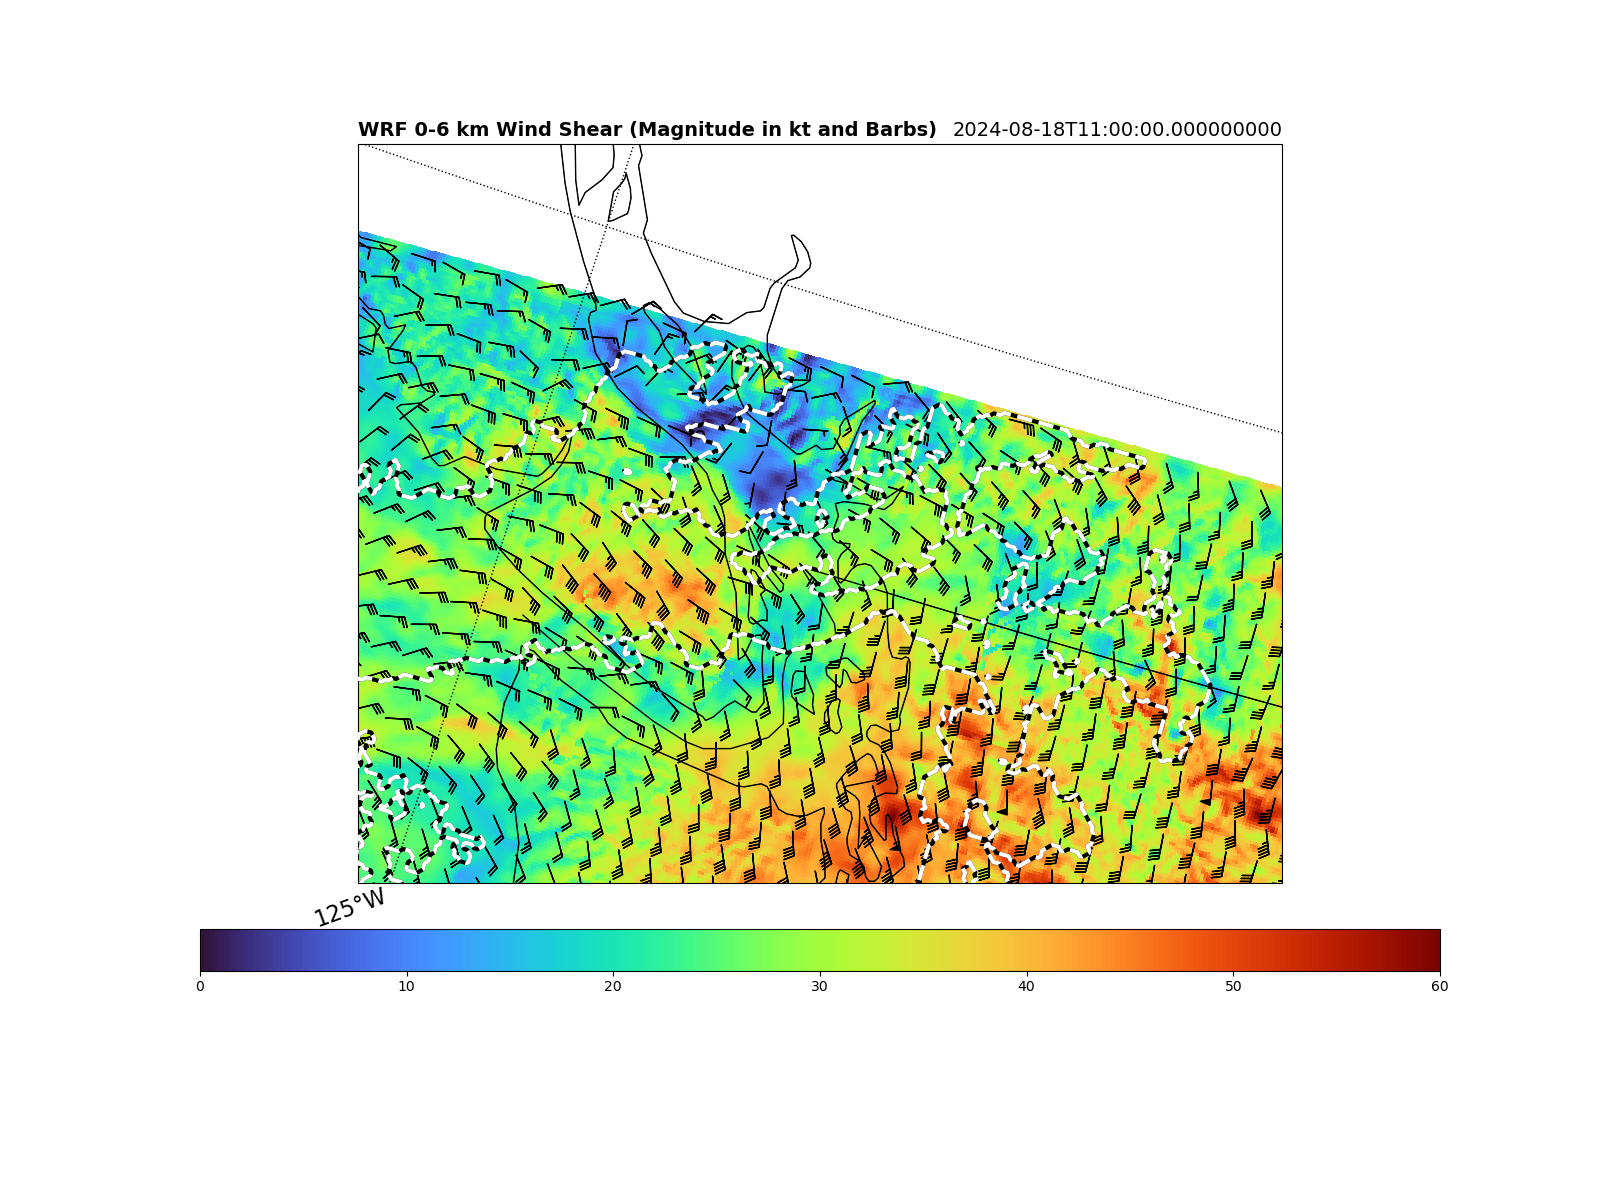 WRF 0-6 km Wind Shear (Magnitude in kt and Barbs) 2024-08-18T11:00:00.000000000
125°W
0 10 20 30 40 50 60